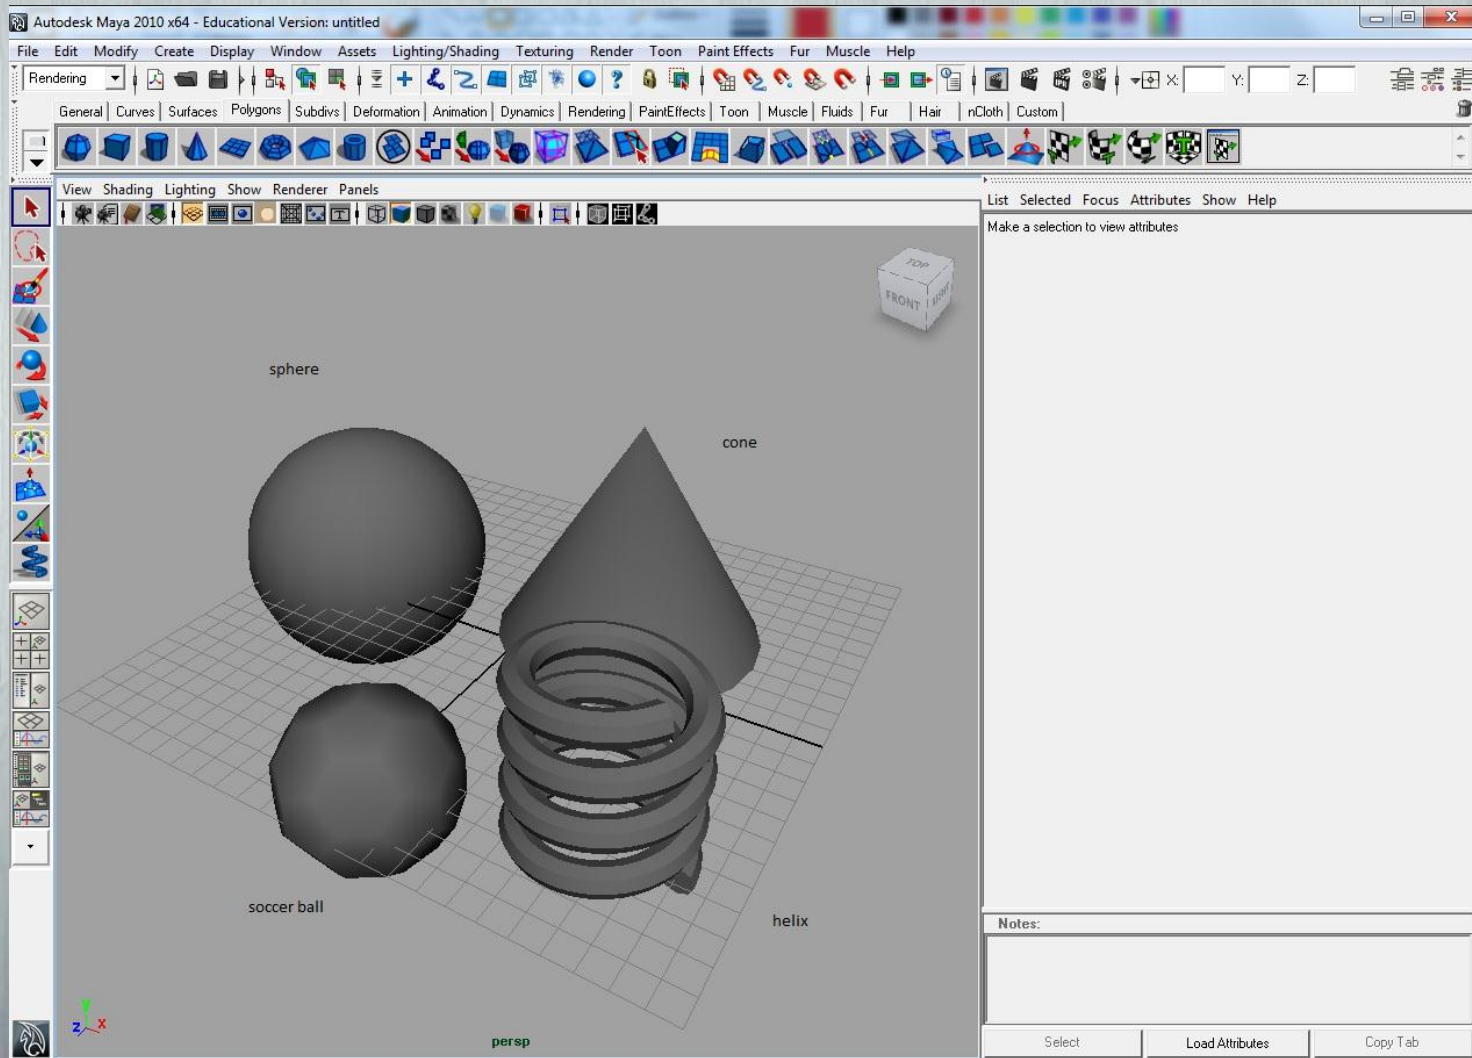 Autodesk Maya 2010 x64 - Educational Version: untitled
File Edit Modify Create Display Window Assets Lighting/Shading Texturing Render Toon Paint Effects Fur Muscle Help
Rendering X: Y: Z:
General Curves Surfaces Polygons Subdivs Deformation Animation Dynamics Rendering PaintEffects Toon Muscle Fluids Fur Hair nCloth Custom
View Shading Lighting Show Renderer Panels
List Selected Focus Attributes Show Help
Make a selection to view attributes
TOP
FRONT RIGHT
sphere
cone
soccer ball
helix
y
z x
persp
Notes:
Select Load Attributes Copy Tab